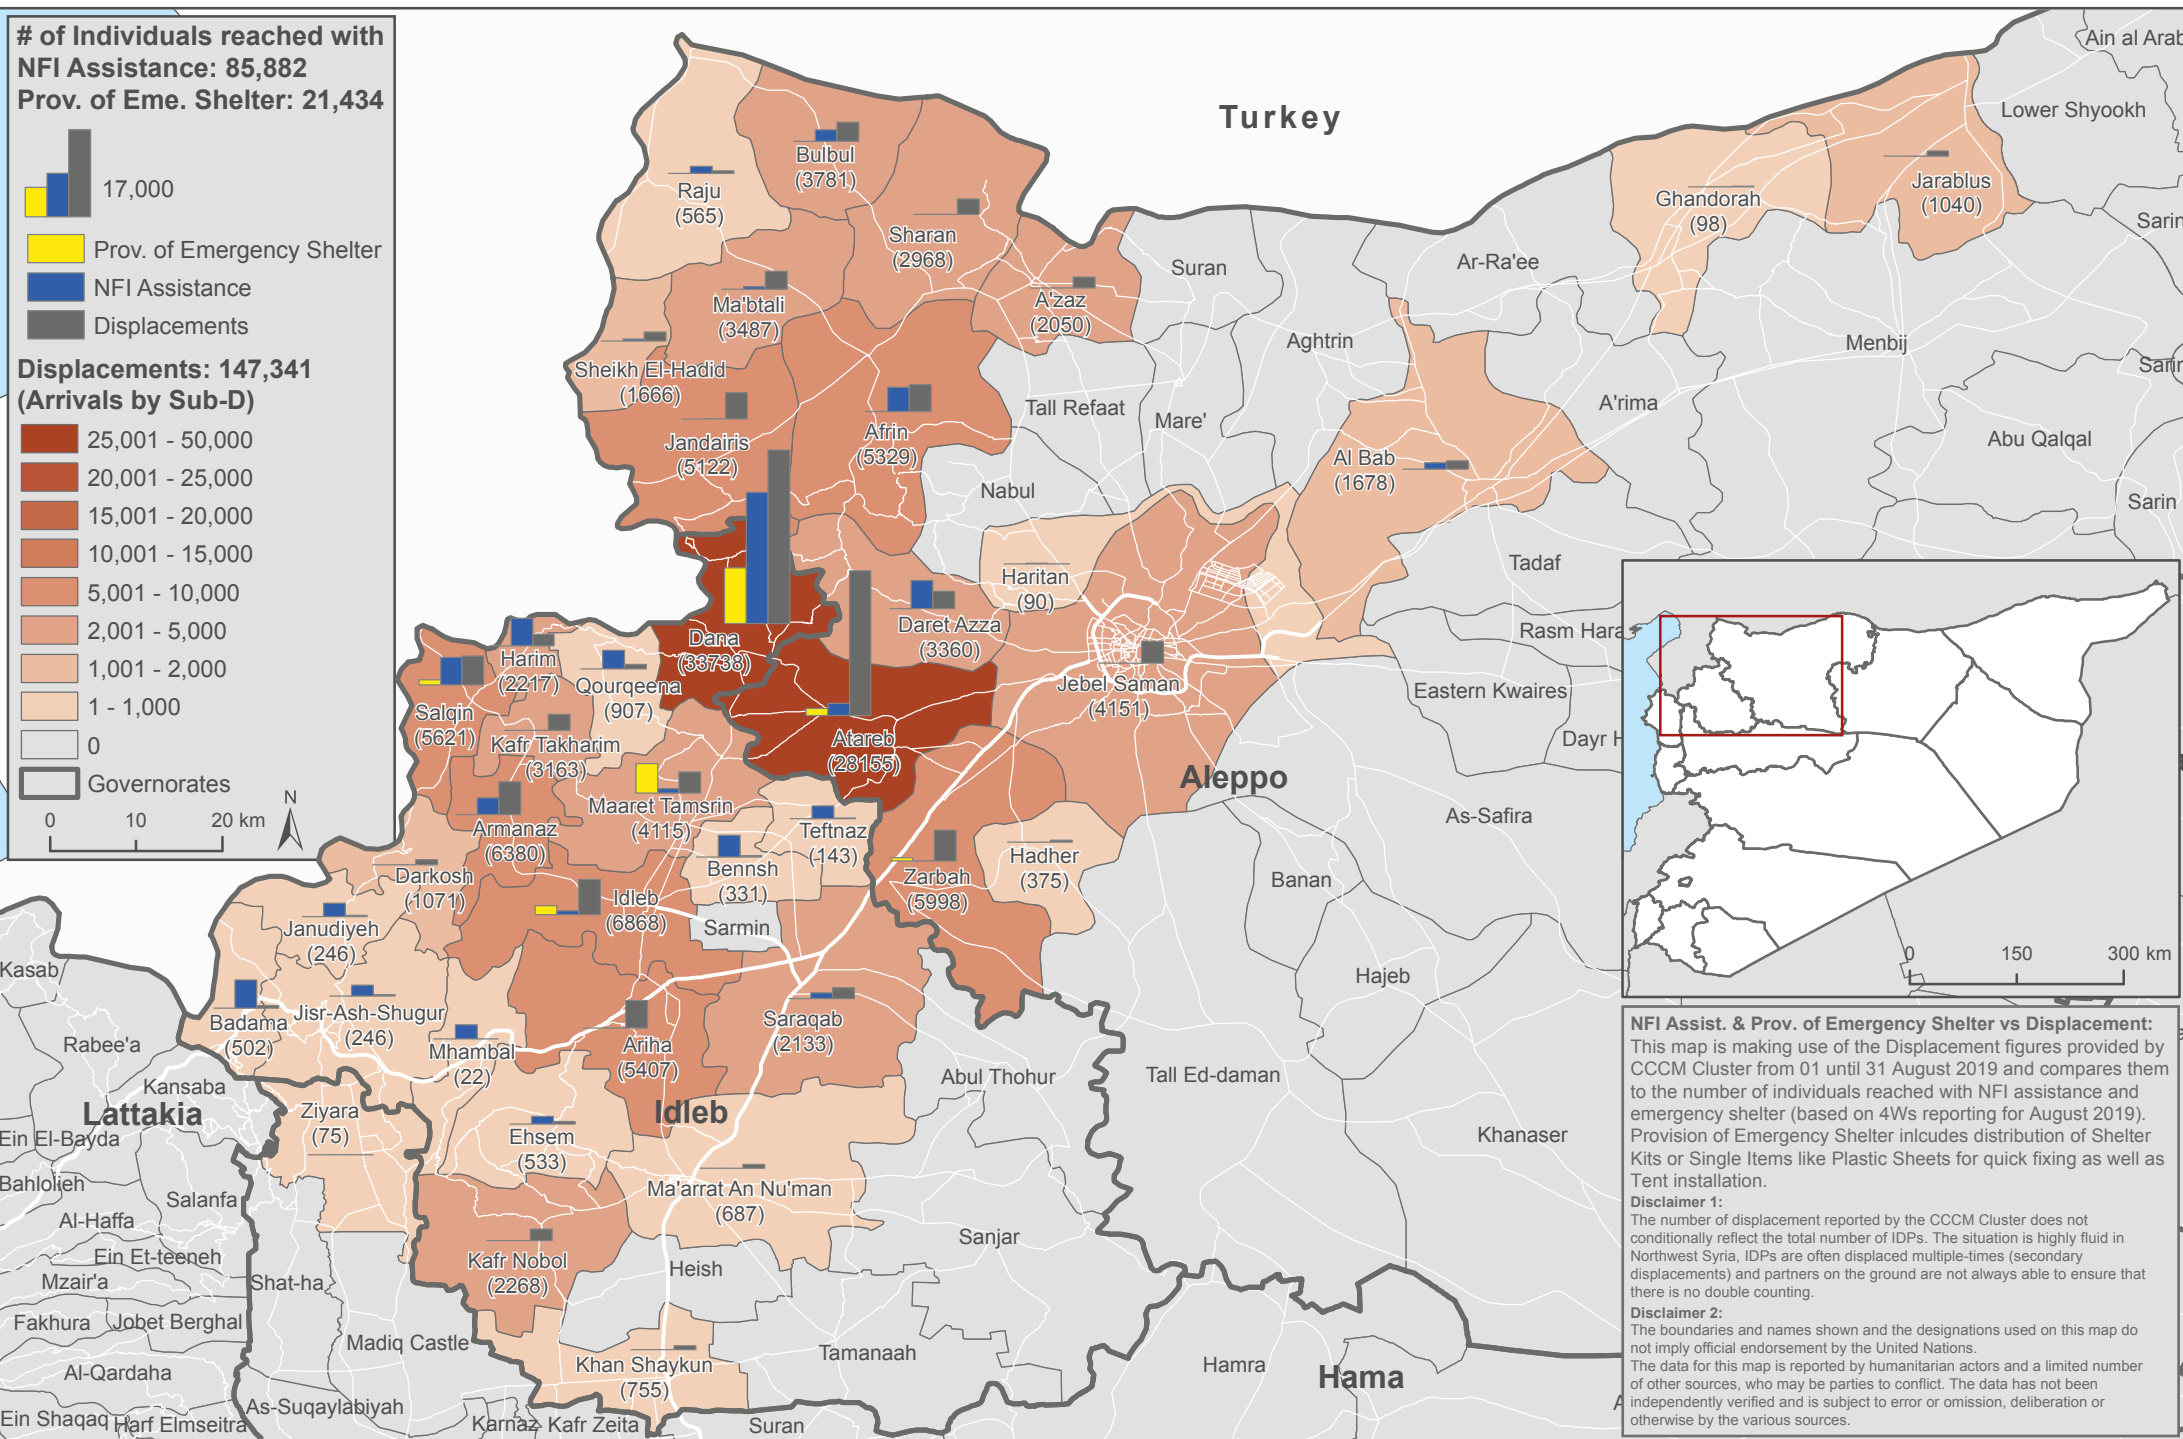 # of Individuals reached with
NFI Assistance: 85,882
Prov. of Eme. Shelter: 21,434
17,000
Prov. of Emergency Shelter
NFI Assistance
Displacements
Displacements: 147,341
(Arrivals by Sub-D)
25,001 - 50,000
20,001 - 25,000
15,001 - 20,000
10,001 - 15,000
5,001 - 10,000
2,001 - 5,000
1,001 - 2,000
1 - 1,000
0
Governorates
N
0 10 20 km
Turkey
Ain al Arab
Lower Shyookh
Bulbul
(3781)
Raju
(565)
Jarablus
(1040)
Ghandorah
(98)
Sarin
Sharan
(2968)
Suran
Ar-Ra'ee
Ma'btali
(3487)
A'zaz
(2050)
Aghtrin
Menbij
Sarin
Sheikh El-Hadid
(1666)
Tall Refaat
Mare'
A'rima
Jandairis
(5122)
Afrin
(5329)
Abu Qalqal
Al Bab
(1678)
Nabul
Sarin
Tadaf
Haritan
(90)
Dana
(33738)
Daret Azza
(3360)
Rasm Hara
Harim
(2217)
Qourqeena
(907)
Jebel Saman
(4151)
Eastern Kwaires
Salqin
(5621)
Kafr Takharim
(3163)
Atareb
(28155)
Dayr H
Aleppo
Maaret Tamsrin
(4115)
As-Safira
Armanaz
(6380)
Teftnaz
(143)
Bennsh
(331)
Hadher
(375)
Darkosh
(1071)
Zarbah
(5998)
Banan
Idleb
(6868)
Sarmin
Janudiyeh
(246)
Kasab
Hajeb
Jisr-Ash-Shugur
(246)
Badama
(502)
Saraqab
(2133)
Rabee'a
Mhambal
(22)
Ariha
(5407)
Abul Thohur
Tall Ed-daman
Kansaba
Lattakia
Ziyara
(75)
Idleb
Ein El-Bayda
Ehsem
(533)
Khanaser
Bahlolieh
Salanfa
Ma'arrat An Nu'man
(687)
Al-Haffa
Sanjar
Ein Et-teeneh
Kafr Nobol
(2268)
Heish
Mzair'a
Shat-ha
Fakhura
Jobet Berghal
Madiq Castle
Tamanaah
Khan Shaykun
(755)
Hamra
Hama
Al-Qardaha
As-Suqaylabiyah
Ein Shaqaq
Harf Elmseitra
Karnaz
Kafr Zeita
Suran
0 150 300 km
NFI Assist. & Prov. of Emergency Shelter vs Displacement:
This map is making use of the Displacement figures provided by
CCCM Cluster from 01 until 31 August 2019 and compares them
to the number of individuals reached with NFI assistance and
emergency shelter (based on 4Ws reporting for August 2019).
Provision of Emergency Shelter inlcudes distribution of Shelter
Kits or Single Items like Plastic Sheets for quick fixing as well as
Tent installation.
Disclaimer 1:
The number of displacement reported by the CCCM Cluster does not
conditionally reflect the total number of IDPs. The situation is highly fluid in
Northwest Syria, IDPs are often displaced multiple-times (secondary
displacements) and partners on the ground are not always able to ensure that
there is no double counting.
Disclaimer 2:
The boundaries and names shown and the designations used on this map do
not imply official endorsement by the United Nations.
The data for this map is reported by humanitarian actors and a limited number
of other sources, who may be parties to conflict. The data has not been
independently verified and is subject to error or omission, deliberation or
otherwise by the various sources.